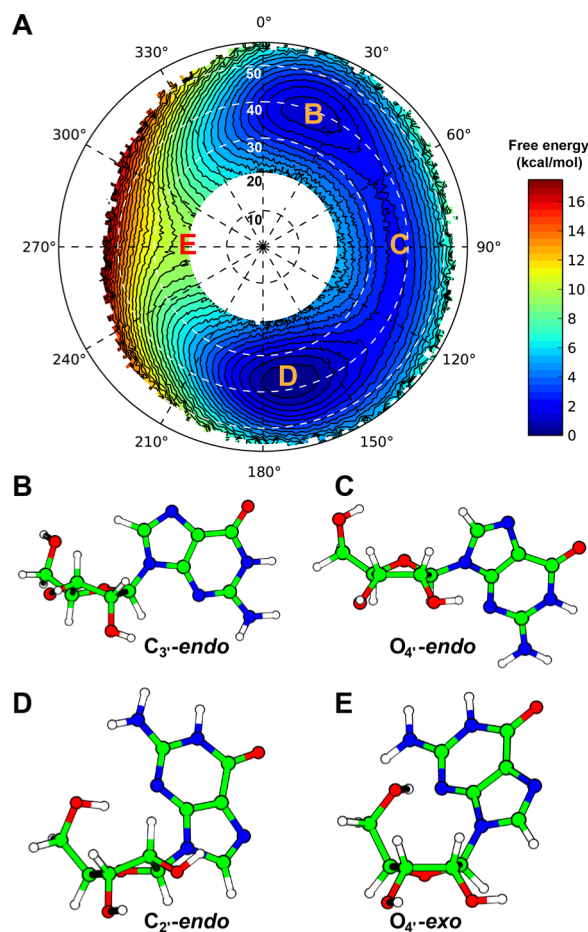 A
0°
30°
60°
90°
120°
150°
180°
210°
240°
270°
300°
330°
50
40
30
20
10
B
C
D
E
Free energy
(kcal/mol)
16
14
12
10
8
6
4
2
0
B
C
C3'-endo
O4'-endo
D
E
C2'-endo
O4'-exo